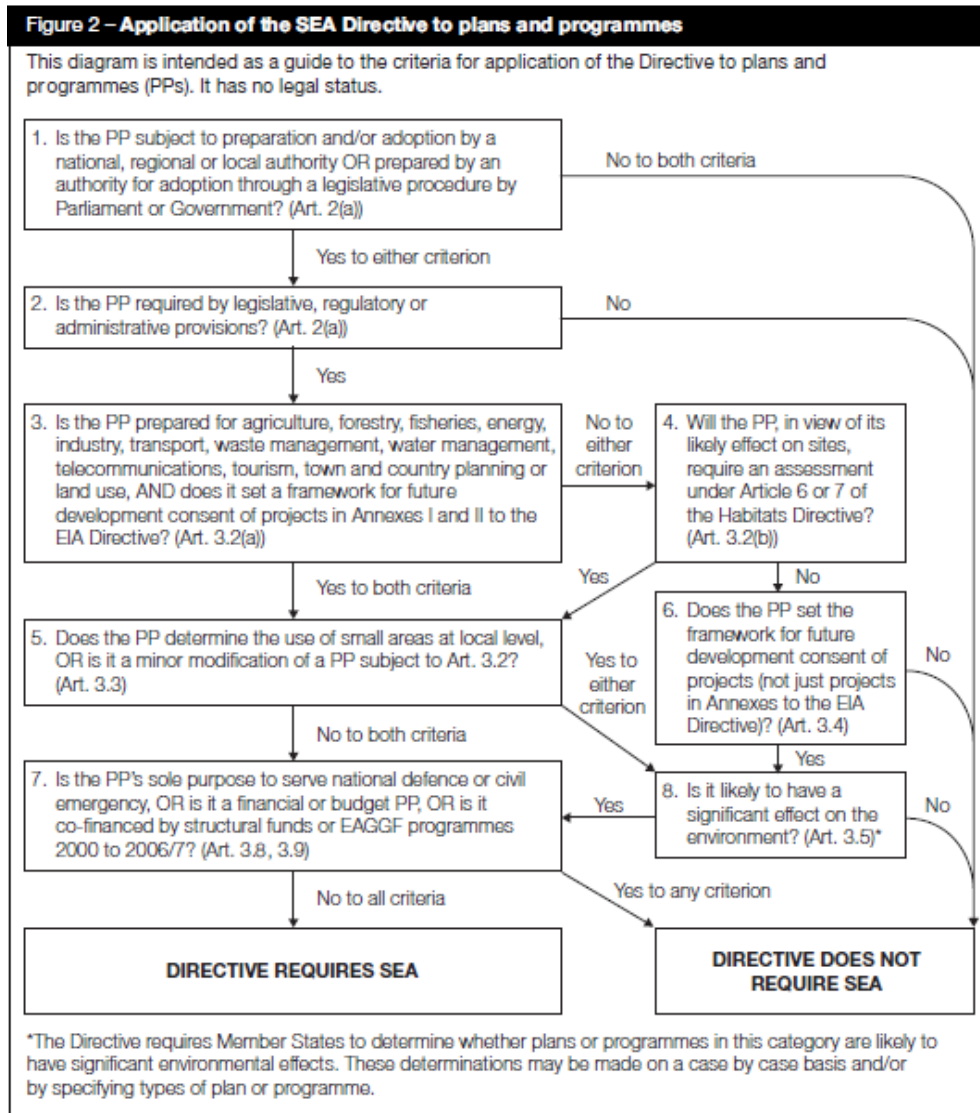 Figure 2 – Application of the SEA Directive to plans and programmes
This diagram is intended as a guide to the criteria for application of the Directive to plans and
programmes (PPs). It has no legal status.
1. Is the PP subject to preparation and/or adoption by a
national, regional or local authority OR prepared by an
authority for adoption through a legislative procedure by
Parliament or Government? (Art. 2(a))
No to both criteria
Yes to either criterion
2. Is the PP required by legislative, regulatory or
administrative provisions? (Art. 2(a))
No
Yes
3. Is the PP prepared for agriculture, forestry, fisheries, energy,
industry, transport, waste management, water management,
telecommunications, tourism, town and country planning or
land use, AND does it set a framework for future
development consent of projects in Annexes I and II to the
EIA Directive? (Art. 3.2(a))
No to
either
criterion
4. Will the PP, in view of its
likely effect on sites,
require an assessment
under Article 6 or 7 of
the Habitats Directive?
(Art. 3.2(b))
Yes to both criteria
Yes
No
5. Does the PP determine the use of small areas at local level,
OR is it a minor modification of a PP subject to Art. 3.2?
(Art. 3.3)
Yes to
either
criterion
6. Does the PP set the
framework for future
development consent of
projects (not just projects
in Annexes to the EIA
Directive)? (Art. 3.4)
No
No to both criteria
Yes
7. Is the PP's sole purpose to serve national defence or civil
emergency, OR is it a financial or budget PP, OR is it
co-financed by structural funds or EAGGF programmes
2000 to 2006/7? (Art. 3.8, 3.9)
Yes
8. Is it likely to have a
significant effect on the
environment? (Art. 3.5)*
No
No to all criteria
Yes to any criterion
DIRECTIVE REQUIRES SEA
DIRECTIVE DOES NOT
REQUIRE SEA
*The Directive requires Member States to determine whether plans or programmes in this category are likely to
have significant environmental effects. These determinations may be made on a case by case basis and/or
by specifying types of plan or programme.